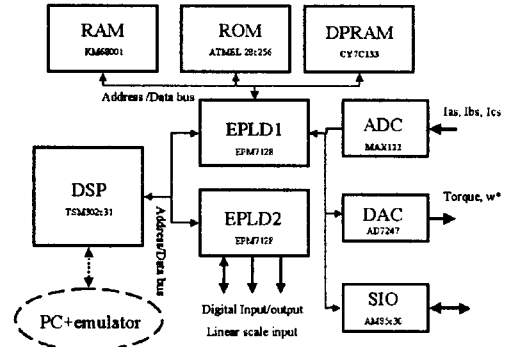 RAM
KM68001
ROM
ATMEL 28c256
DPRAM
CY7C133
Address /Data bus
EPLD1
EPM7128
ADC
MAX122
Ias, Ibs, Ics
DSP
TSM302c31
Address/Data bus
EPLD2
EPM7128
DAC
AD7247
Torque, w*
Digital Input/output
Linear scale input
SIO
AM85c30
PC+emulator